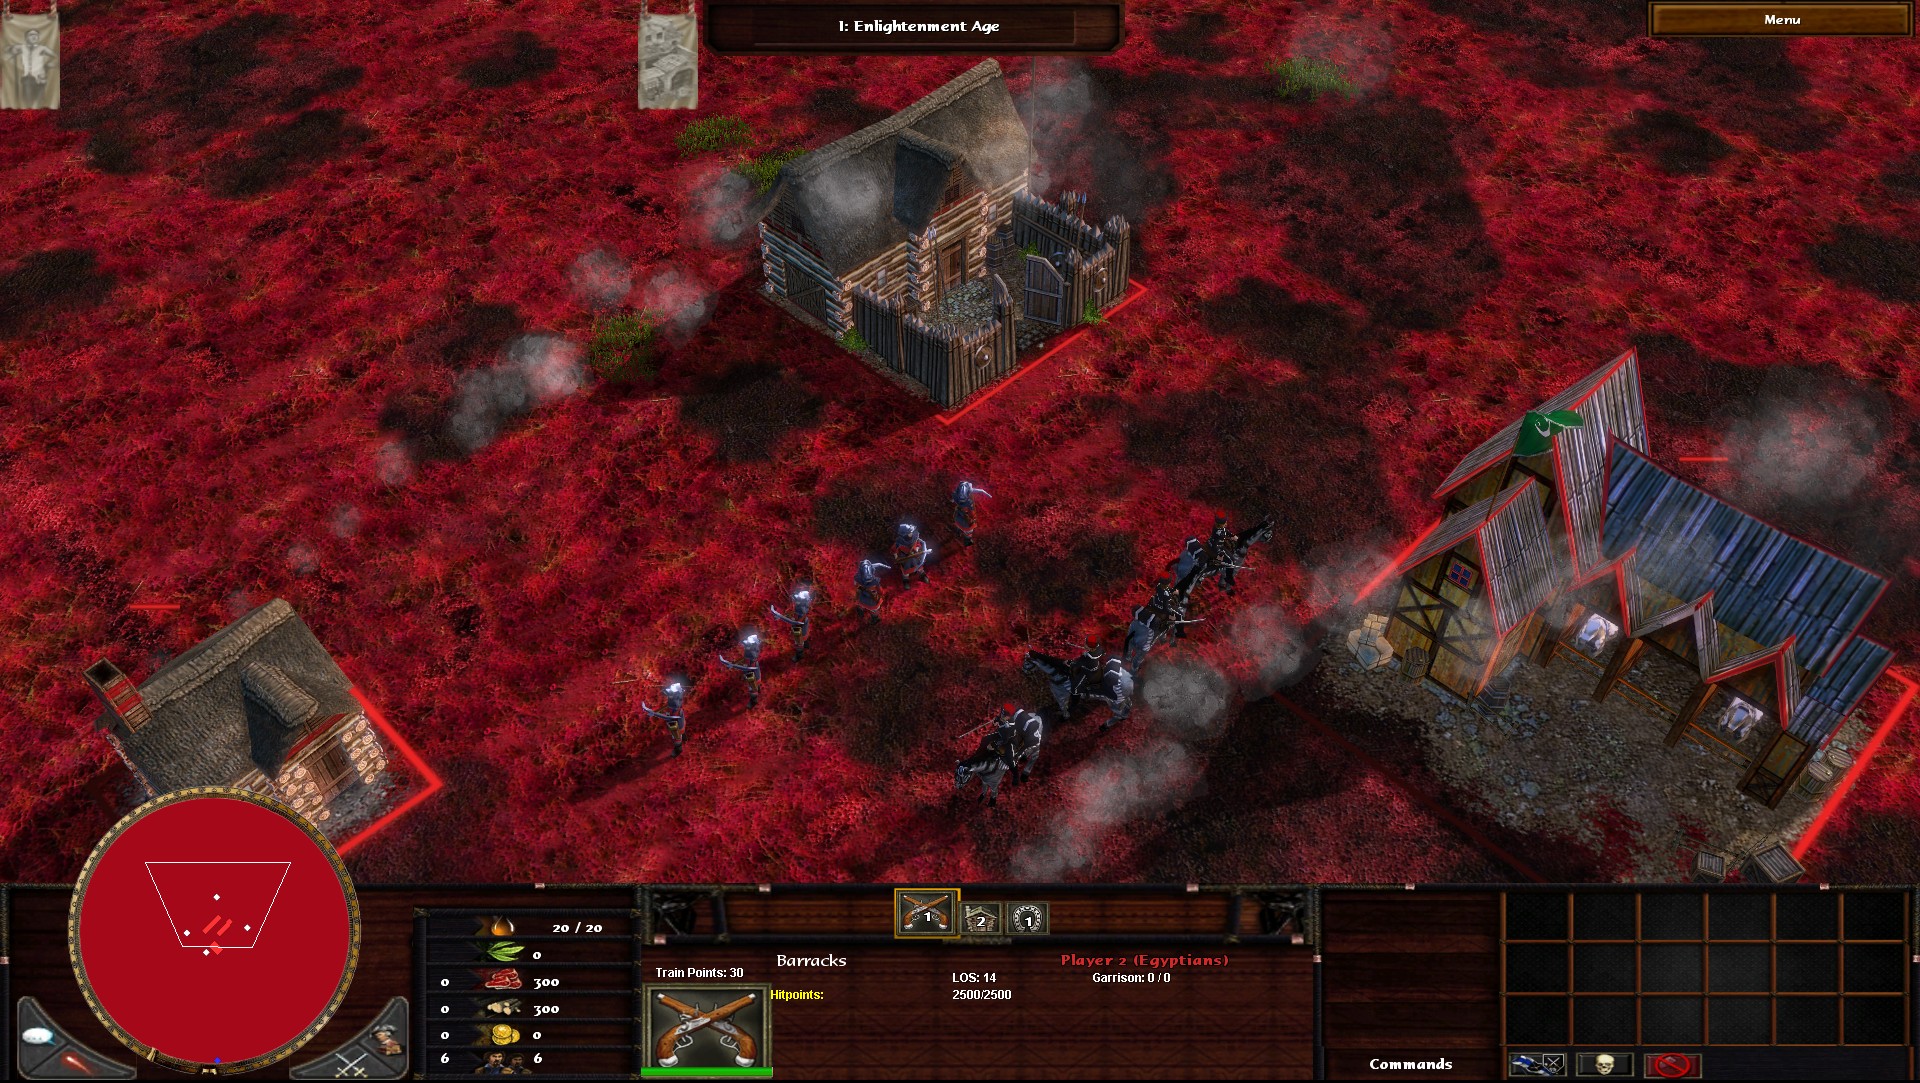 1: Enlightenment Age
Menu
20 / 20
0
0 300
0 300
0 0
6 6
1 2 1
Barracks
Player 2 (Egyptians)
Train Points: 30
LOS: 14
Garrison: 0 / 0
Hitpoints:
2500/2500
Commands